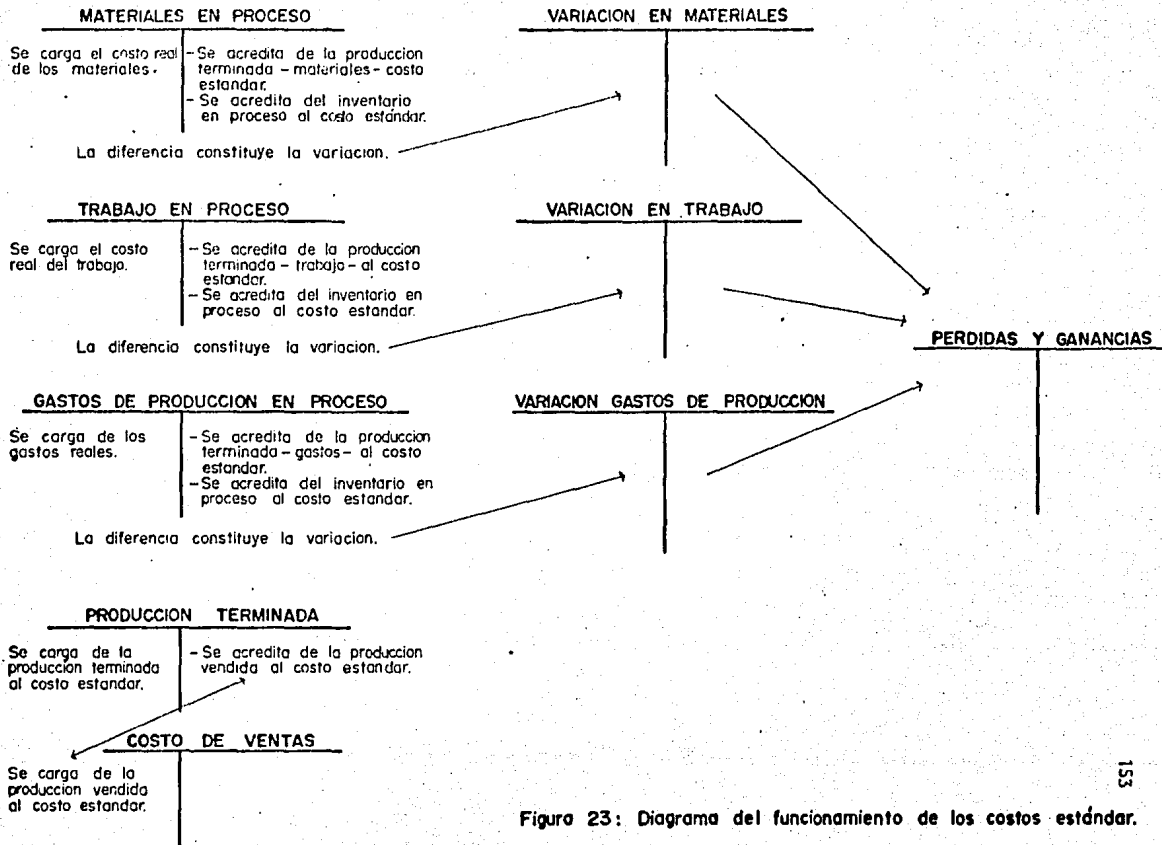 MATERIALES EN PROCESO
Se carga el costo real
de los materiales.
- Se acredita de la produccion
terminada - materiales - costo
estandar.
- Se acredita del inventario
en proceso al costo estándar.
La diferencia constituye la variacion.
VARIACION EN MATERIALES
TRABAJO EN PROCESO
Se carga el costo
real del trabajo.
- Se acredita de la produccion
terminada - trabajo - al costo
estandar.
- Se acredita del inventario en
proceso al costo estandar.
La diferencia constituye la variacion.
VARIACION EN TRABAJO
PERDIDAS Y GANANCIAS
GASTOS DE PRODUCCION EN PROCESO
Se carga de los
gastos reales.
- Se acredita de la produccion
terminada - gastos - al costo
estandar.
- Se acredita del inventario en
proceso al costo estandar.
La diferencia constituye la variacion.
VARIACION GASTOS DE PRODUCCION
PRODUCCION TERMINADA
Se carga de la
produccion terminada
al costo estandar.
- Se acredita de la produccion
vendida al costo estandar.
COSTO DE VENTAS
Se carga de la
produccion vendida
al costo estandar.
153
Figura 23: Diagrama del funcionamiento de los costos estándar.